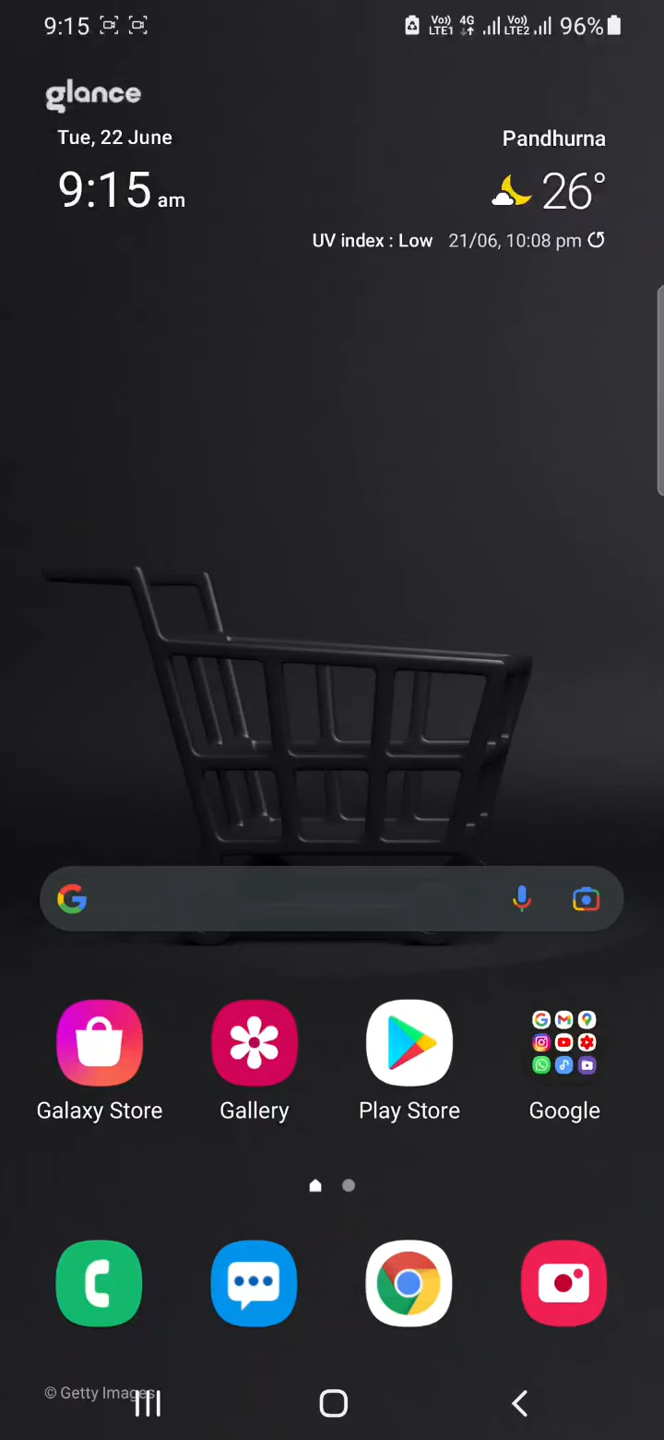 9:15 Vo)) LTE1 4G Vo)) LTE2 96%
glance
Tue, 22 June
Pandhurna
9:15 am
26°
UV index : Low 21/06, 10:08 pm
Galaxy Store
Gallery
Play Store
Google
© Getty Images